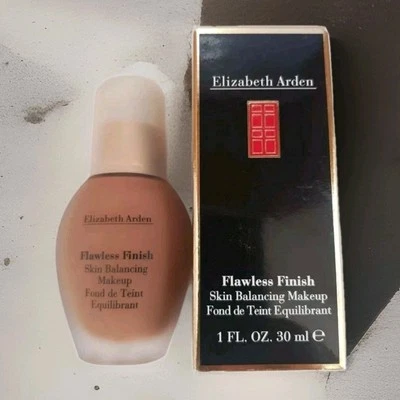 Elizabeth Arden
Flawless Finish
Skin Balancing
Makeup
Fond de Teint
Equilibrant
Elizabeth Arden
Flawless Finish
Skin Balancing Makeup
Fond de Teint Equilibrant
1 FL. OZ. 30 ml ℮